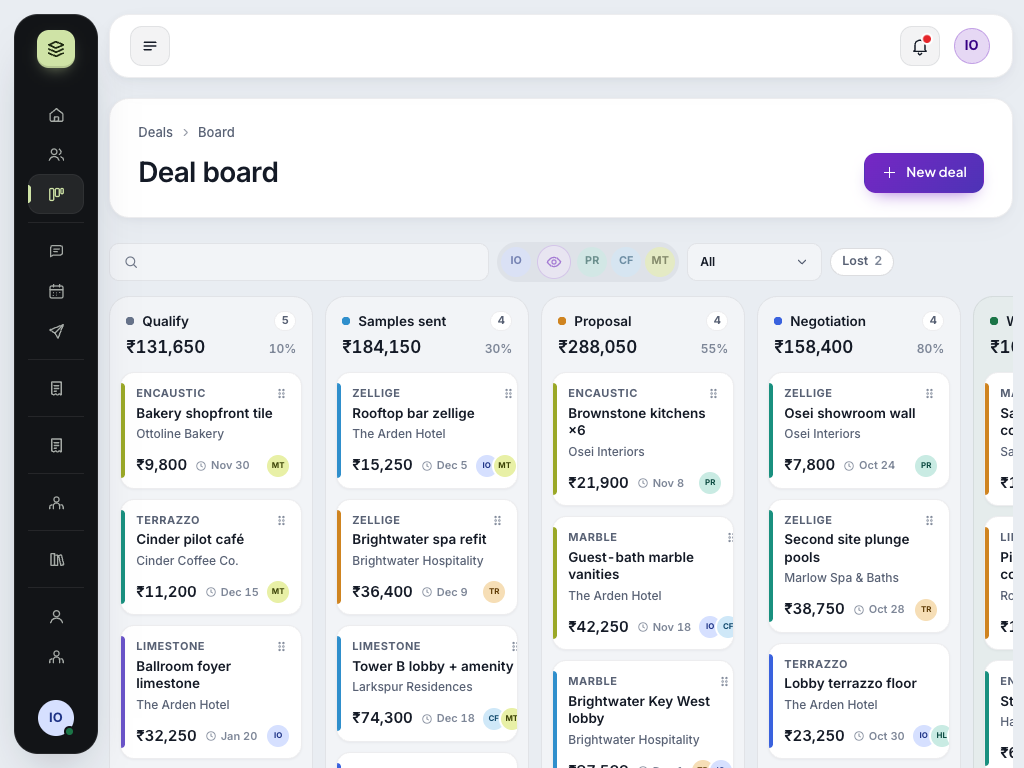 IO
Deals
Board
Deal board
New deal
IO
PR
CF
MT
All
Lost 2
Qualify 5
₹131,650 10%
ENCAUSTIC
Bakery shopfront tile
Ottoline Bakery
₹9,800 Nov 30 MT
TERRAZZO
Cinder pilot café
Cinder Coffee Co.
₹11,200 Dec 15 MT
LIMESTONE
Ballroom foyer
limestone
The Arden Hotel
₹32,250 Jan 20 IO
Samples sent 4
₹184,150 30%
ZELLIGE
Rooftop bar zellige
The Arden Hotel
₹15,250 Dec 5 IO MT
ZELLIGE
Brightwater spa refit
Brightwater Hospitality
₹36,400 Dec 9 TR
LIMESTONE
Tower B lobby + amenity
Larkspur Residences
₹74,300 Dec 18 CF MT
Proposal 4
₹288,050 55%
ENCAUSTIC
Brownstone kitchens
×6
Osei Interiors
₹21,900 Nov 8 PR
MARBLE
Guest-bath marble
vanities
The Arden Hotel
₹42,250 Nov 18 IO CF
MARBLE
Brightwater Key West
lobby
Brightwater Hospitality
Negotiation 4
₹158,400 80%
ZELLIGE
Osei showroom wall
Osei Interiors
₹7,800 Oct 24 PR
ZELLIGE
Second site plunge
pools
Marlow Spa & Baths
₹38,750 Oct 28 TR
TERRAZZO
Lobby terrazzo floor
The Arden Hotel
₹23,250 Oct 30 IO HL
IO